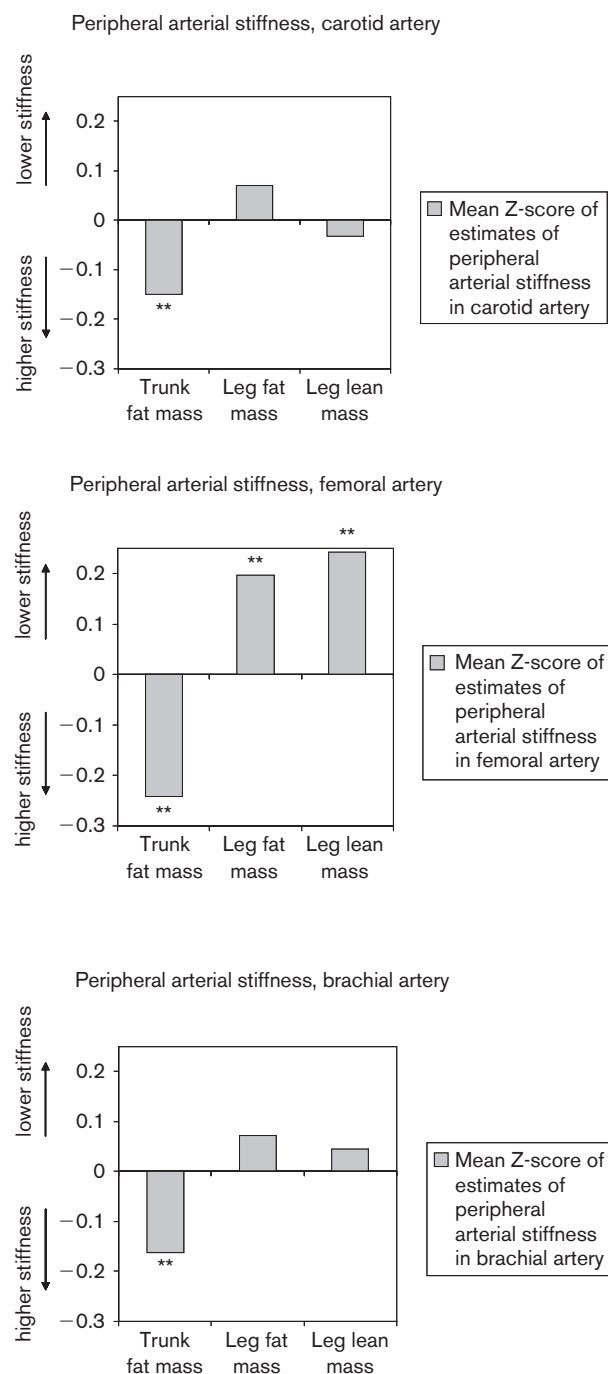 Peripheral arterial stiffness, carotid artery
lower stiffness
higher stiffness
0.2
0.1
0
−0.1
−0.2
−0.3
**
Trunk
fat mass
Leg fat
mass
Leg lean
mass
Mean Z-score of
estimates of
peripheral
arterial stiffness
in carotid artery
Peripheral arterial stiffness, femoral artery
lower stiffness
higher stiffness
0.2
0.1
0
−0.1
−0.2
−0.3
**
**
**
Trunk
fat mass
Leg fat
mass
Leg lean
mass
Mean Z-score of
estimates of
peripheral
arterial stiffness
in femoral artery
Peripheral arterial stiffness, brachial artery
lower stiffness
higher stiffness
0.2
0.1
0
−0.1
−0.2
−0.3
**
Trunk
fat mass
Leg fat
mass
Leg lean
mass
Mean Z-score of
estimates of
peripheral
arterial stiffness
in brachial artery